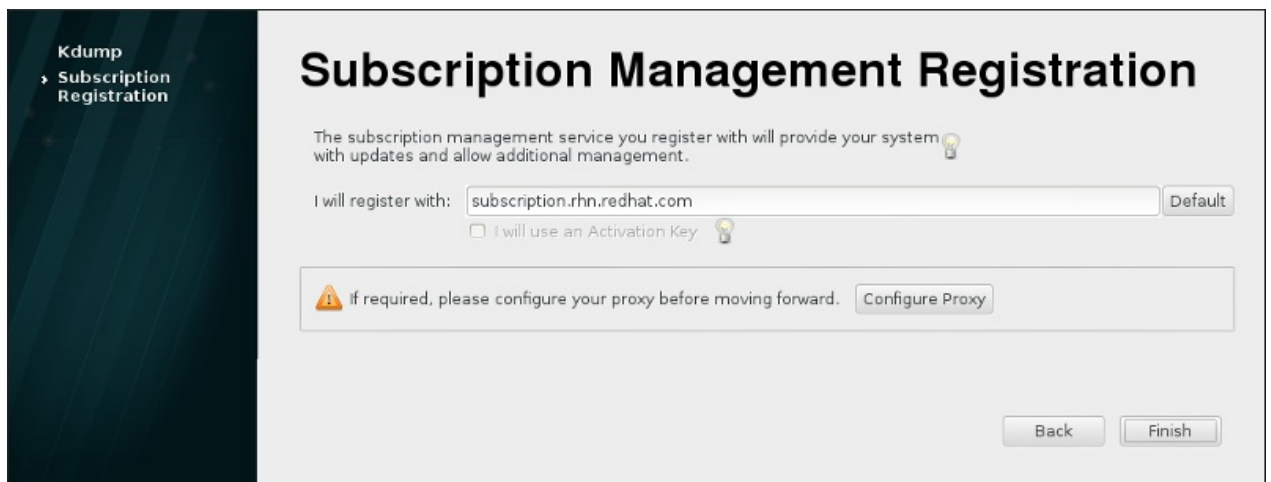 Kdump
Subscription
Registration
Subscription Management Registration
The subscription management service you register with will provide your system
with updates and allow additional management.
I will register with: subscription.rhn.redhat.com Default
I will use an Activation Key
If required, please configure your proxy before moving forward. Configure Proxy
Back Finish